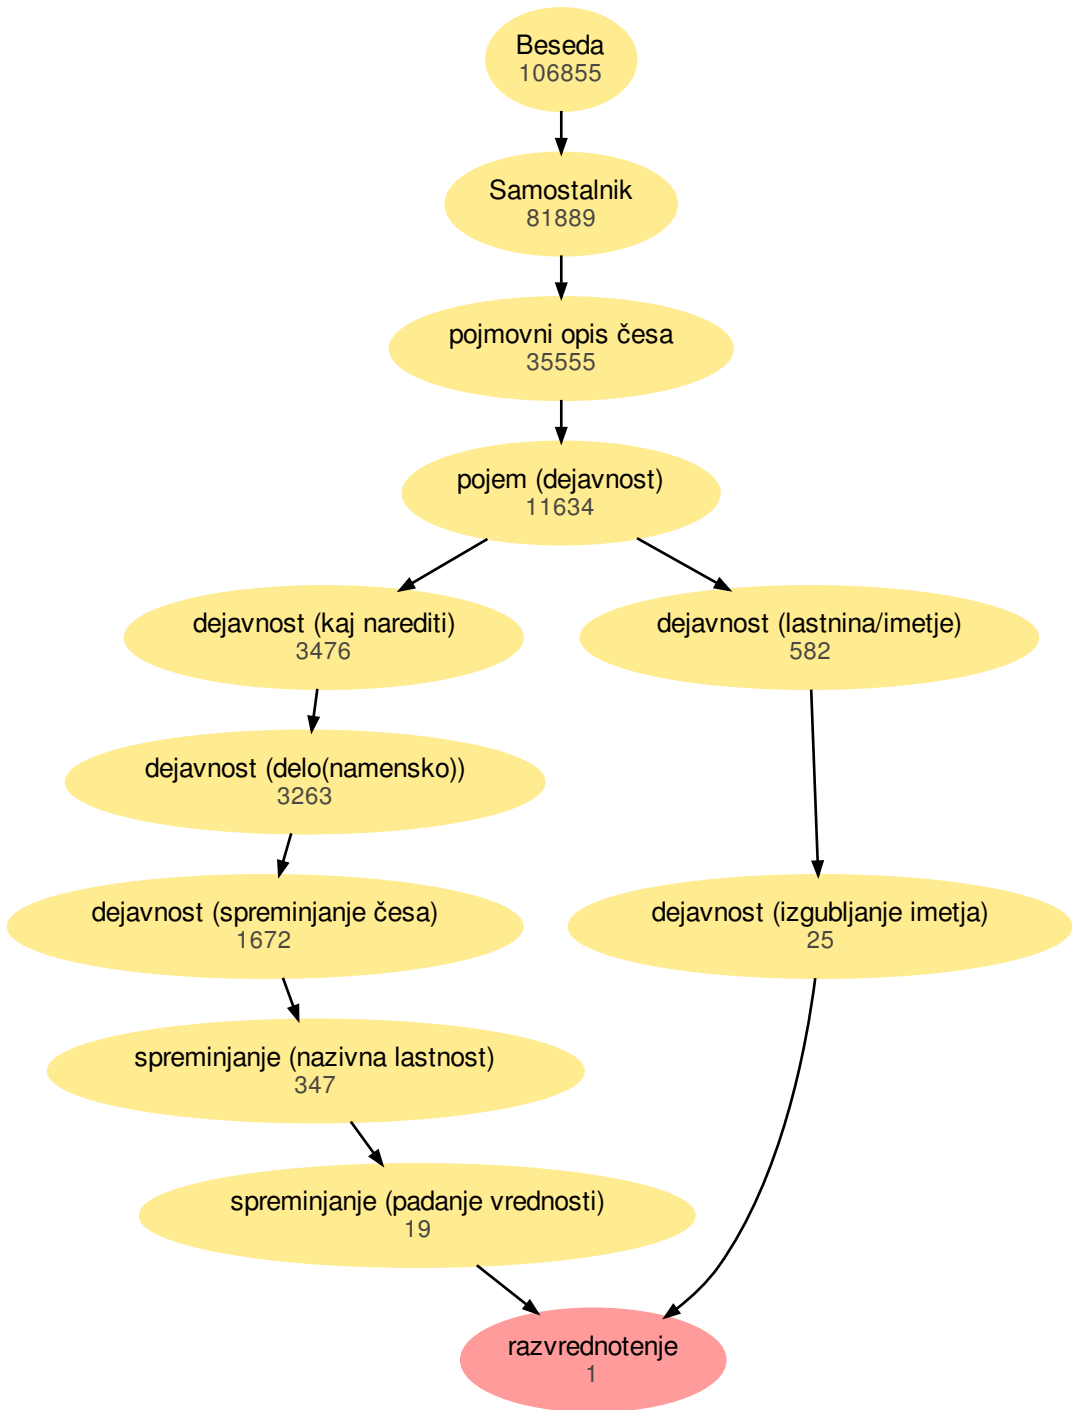 Beseda
106855
Samostalnik
81889
pojmovni opis česa
35555
pojem (dejavnost)
11634
dejavnost (kaj narediti)
3476
dejavnost (lastnina/imetje)
582
dejavnost (delo(namensko))
3263
dejavnost (spreminjanje česa)
1672
dejavnost (izgubljanje imetja)
25
spreminjanje (nazivna lastnost)
347
spreminjanje (padanje vrednosti)
19
razvrednotenje
1